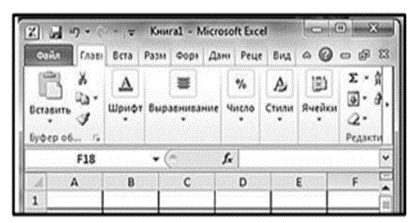 Книга1 - Microsoft Excel
Файл Главн Вста Разм Форм Данн Реце Вид
Вставить Шрифт Выравнивание Число Стили Ячейки
Буфер об... Редакти
F18 fx
A B C D E F
1